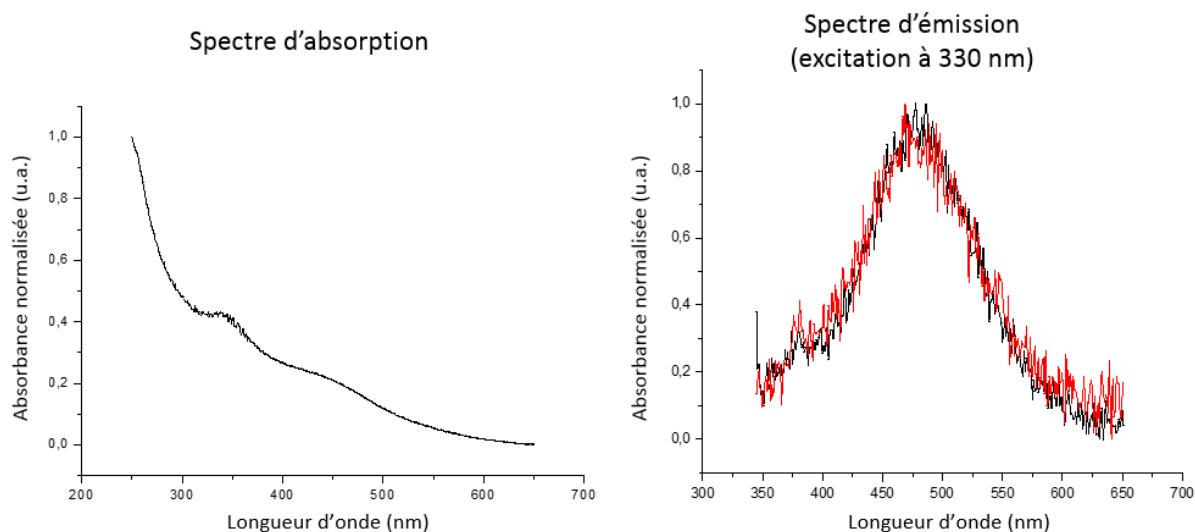 Spectre d'absorption
Absorbance normalisée (u.a.)
1,0
0,8
0,6
0,4
0,2
0,0
200 300 400 500 600 700
Longueur d'onde (nm)
Spectre d'émission
(excitation à 330 nm)
Absorbance normalisée (u.a.)
1,0
0,8
0,6
0,4
0,2
0,0
300 350 400 450 500 550 600 650 700
Longueur d'onde (nm)